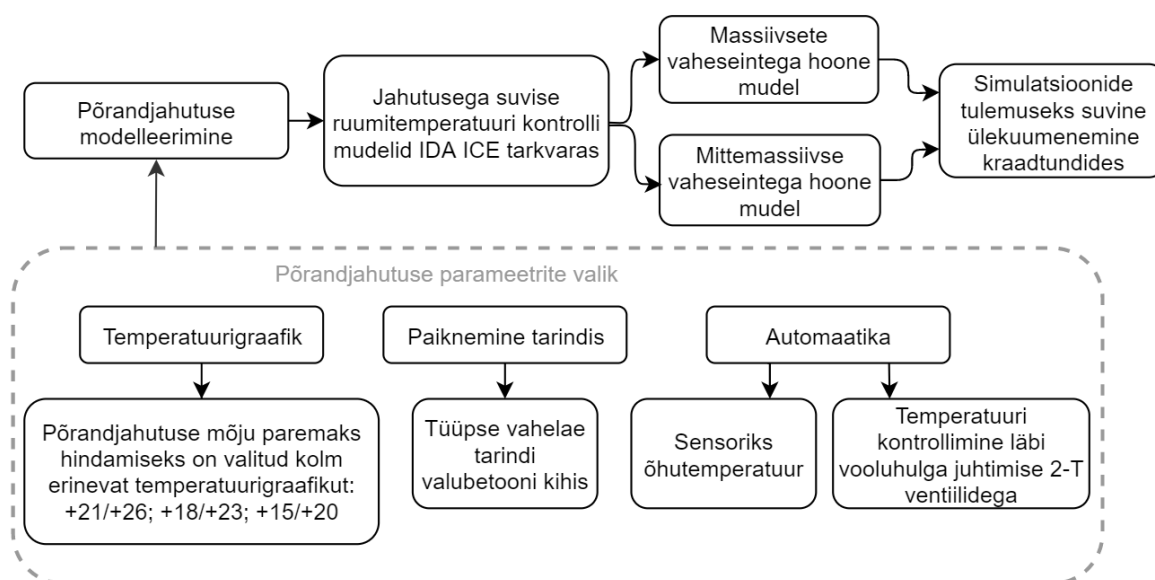 Põrandjahutuse
modelleerimine
Jahutusega suvise
ruumitemperatuuri kontrolli
mudelid IDA ICE tarkvaras
Massiivsete
vaheseintega hoone
mudel
Mittemassiivse
vaheseintega hoone
mudel
Simulatsioonide
tulemuseks suvine
ülekuumenemine
kraadtundides
Põrandjahutuse parameetrite valik
Temperatuurigraafik
Põrandjahutuse mõju paremaks
hindamiseks on valitud kolm
erinevat temperatuurigraafikut:
+21/+26; +18/+23; +15/+20
Paiknemine tarindis
Tüüpse vahelae
tarindi
valubetooni kihis
Automaatika
Sensoriks
õhutemperatuur
Temperatuuri
kontrollimine läbi
vooluhulga juhtimise 2-T
ventiilidega